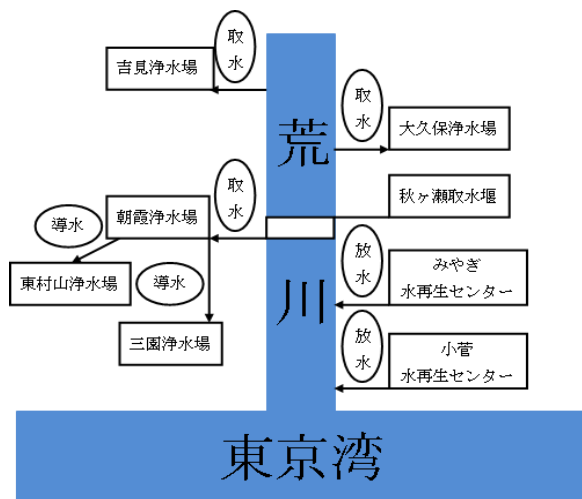 取水
吉見浄水場
取水
大久保浄水場
荒川
取水
秋ヶ瀬取水堰
朝霞浄水場
導水
放水
みやぎ
水再生センター
東村山浄水場
導水
三園浄水場
放水
小菅
水再生センター
東京湾